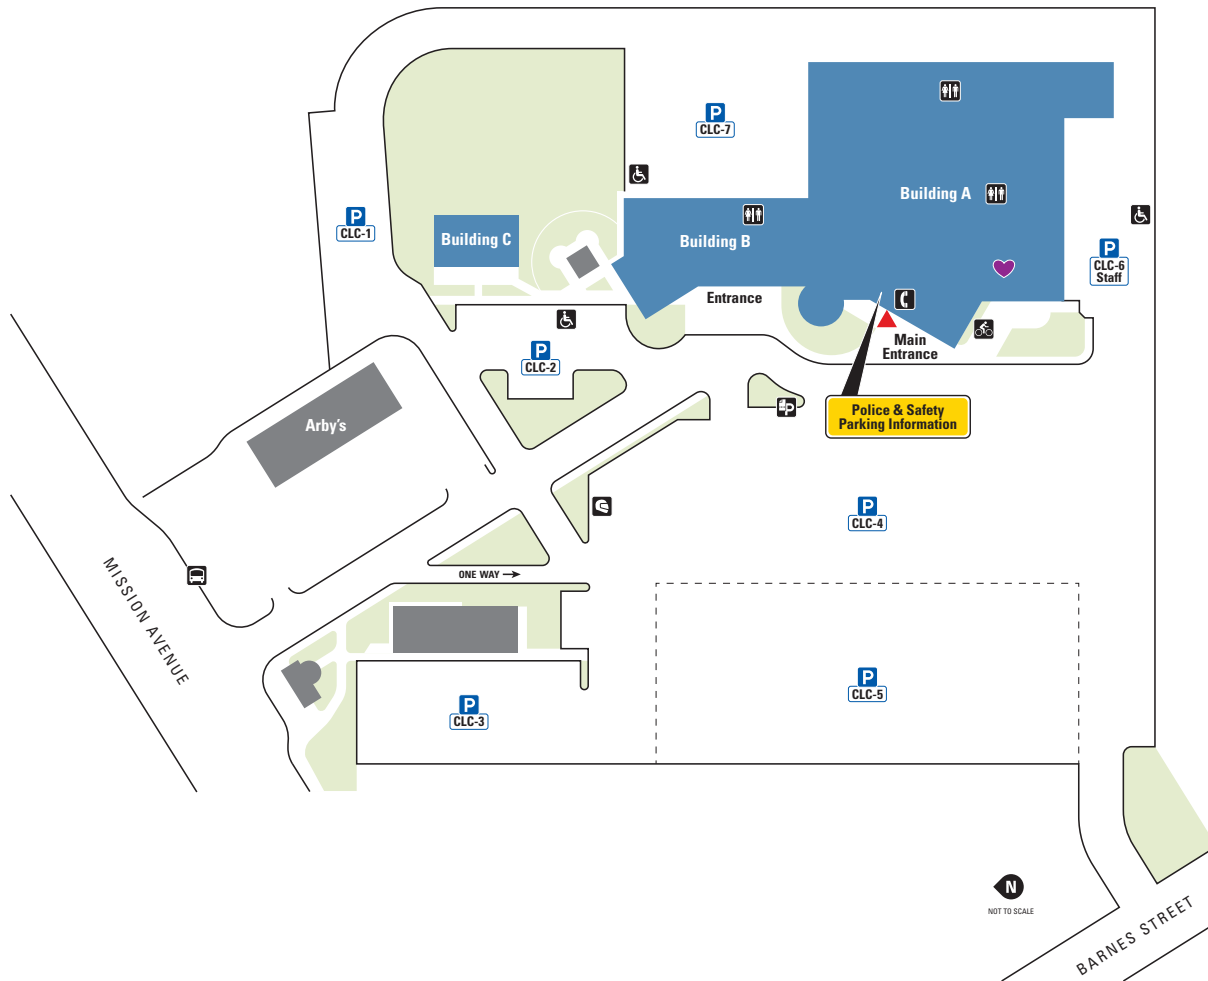 P
CLC-7
Building A
P
CLC-1
Building C
Building B
P
CLC-6
Staff
Entrance
Main
Entrance
P
CLC-2
Police & Safety
Parking Information
P
Arby's
P
CLC-4
ONE WAY
MISSION AVENUE
P
CLC-5
P
CLC-3
N
NOT TO SCALE
BARNES STREET